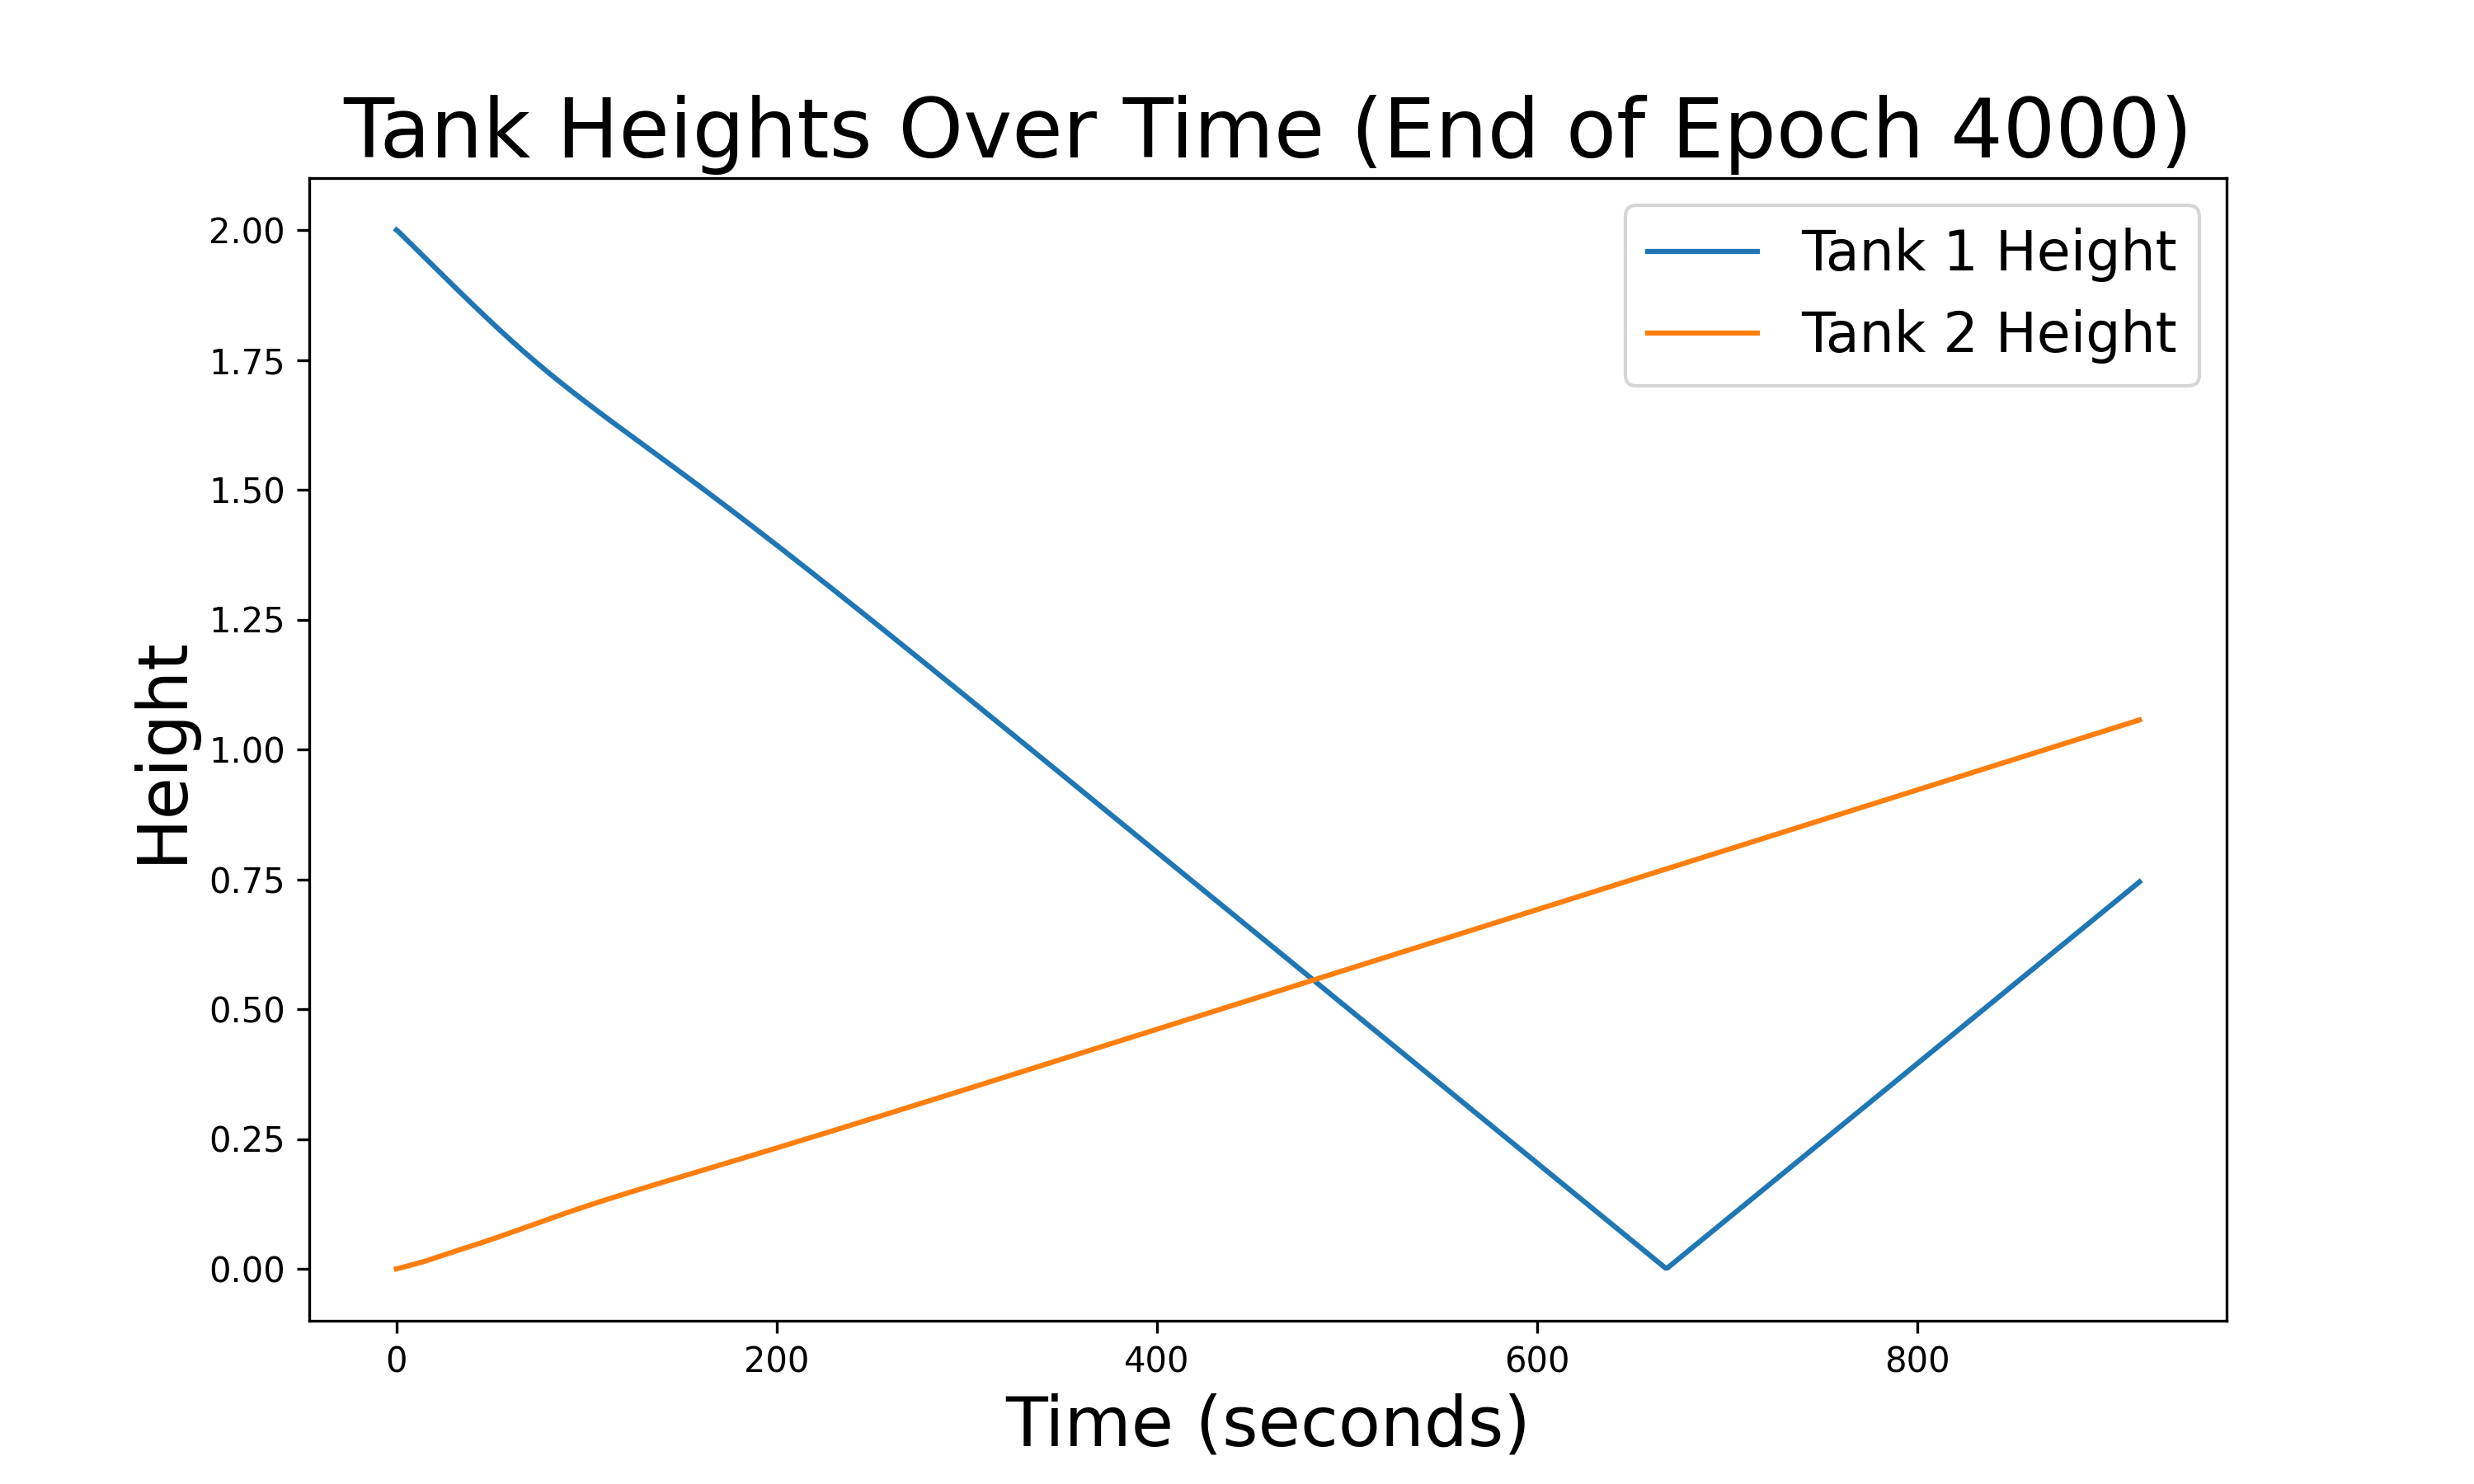 Tank Heights Over Time (End of Epoch 4000)
Tank 1 Height
Tank 2 Height
Height
2.00
1.75
1.50
1.25
1.00
0.75
0.50
0.25
0.00
0 200 400 600 800
Time (seconds)